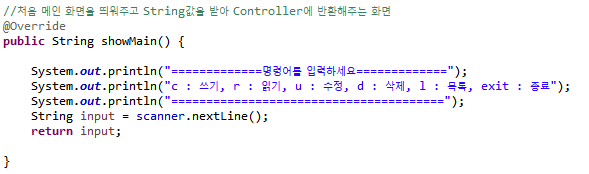 //처음 메인 화면을 띄워주고 String값을 받아 Controller에 반환해주는 화면
@Override
public String showMain() {
System.out.println("=============명령어를 입력하세요=============");
System.out.println("c : 쓰기, r : 읽기, u : 수정, d : 삭제, l : 목록, exit : 종료");
System.out.println("=======================================");
String input = scanner.nextLine();
return input;
}